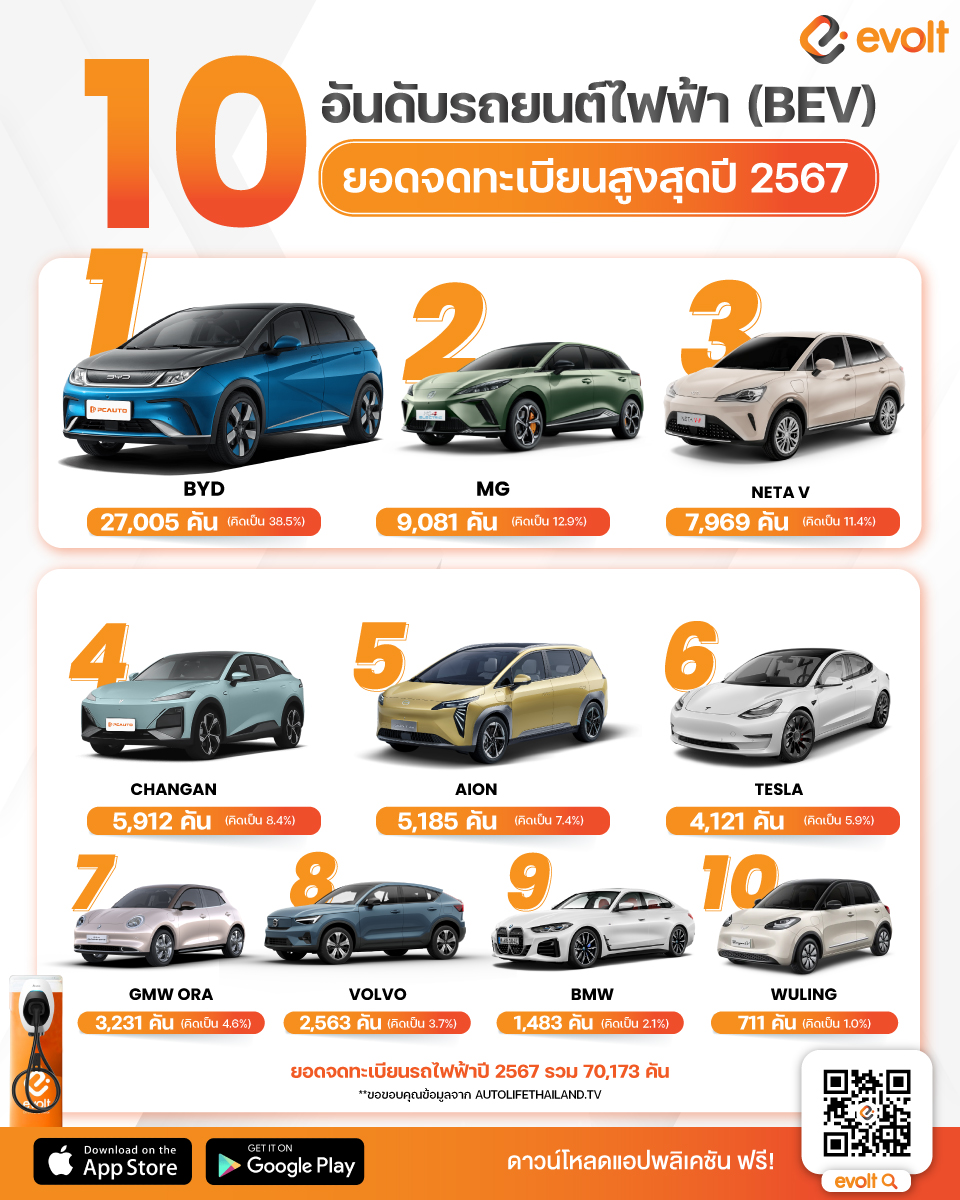 evolt
10
อันดับรถยนต์ไฟฟ้า (BEV)
ยอดจดทะเบียนสูงสุดปี 2567
1
2
3
BYD
PCAUTO
MG4
ELECTRIC
NETA V
BYD
MG
NETA V
27,005 คัน (คิดเป็น 38.5%)
9,081 คัน (คิดเป็น 12.9%)
7,969 คัน (คิดเป็น 11.4%)
4
5
6
PCAUTO
CHANGAN
AION
TESLA
5,912 คัน (คิดเป็น 8.4%)
5,185 คัน (คิดเป็น 7.4%)
4,121 คัน (คิดเป็น 5.9%)
7
8
9
10
GMW ORA
VOLVO
BMW
WULING
3,231 คัน (คิดเป็น 4.6%)
2,563 คัน (คิดเป็น 3.7%)
1,483 คัน (คิดเป็น 2.1%)
711 คัน (คิดเป็น 1.0%)
ยอดจดทะเบียนรถไฟฟ้าปี 2567 รวม 70,173 คัน
**ขอขอบคุณข้อมูลจาก AUTOLIFETHAILAND.TV
evolt
Download on the
App Store
GET IT ON
Google Play
ดาวน์โหลดแอปพลิเคชัน ฟรี!
evolt